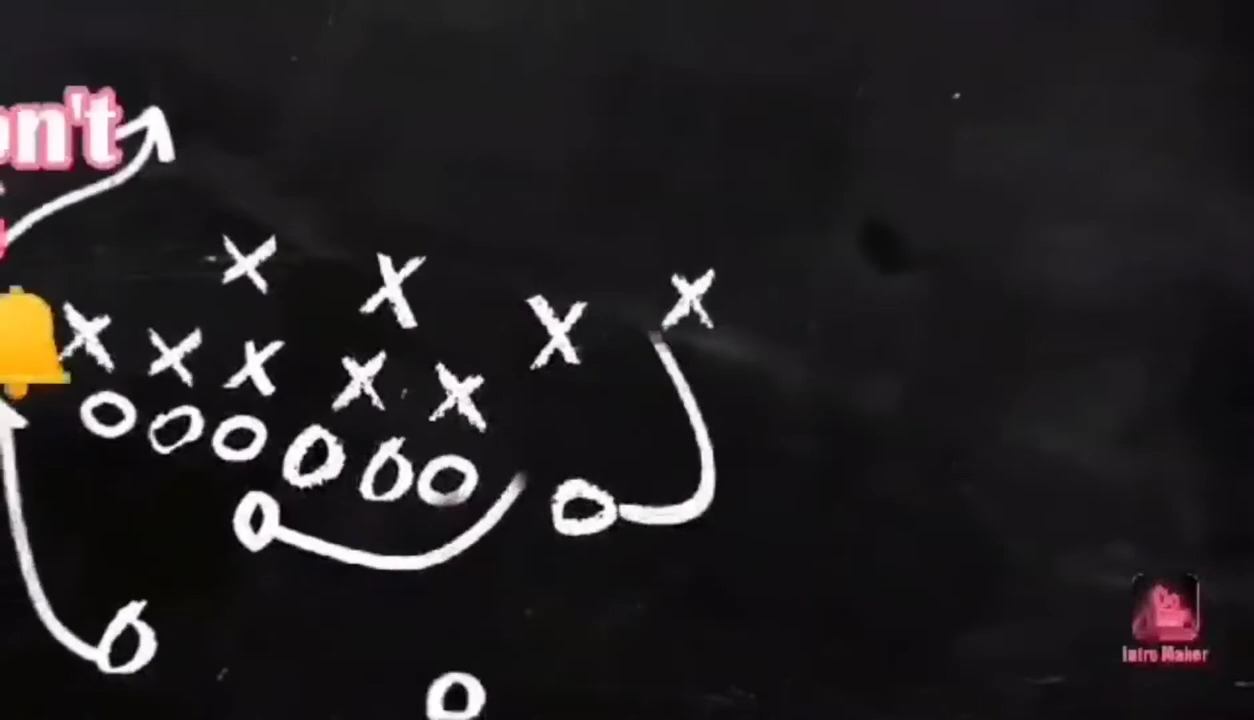 on't
X X X X
X X X X X
O O O O O O
O O
O
O
Intro Maker